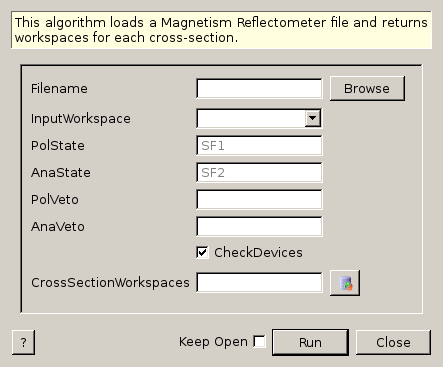 This algorithm loads a Magnetism Reflectometer file and returns
workspaces for each cross-section.
Filename
Browse
InputWorkspace
PolState
SF1
AnaState
SF2
PolVeto
AnaVeto
CheckDevices
CrossSectionWorkspaces
?
Keep Open
Run
Close